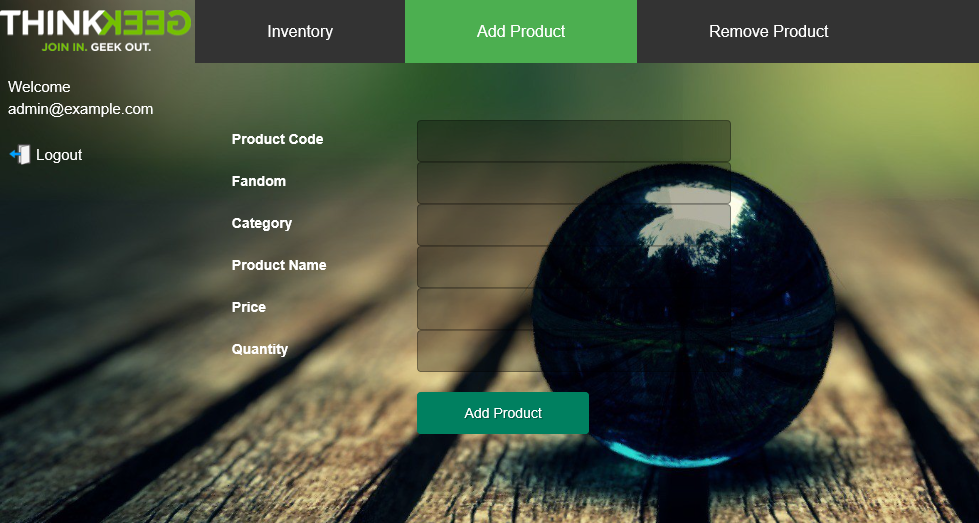 THINKGEEK
JOIN IN. GEEK OUT.
Inventory
Add Product
Remove Product
Welcome
admin@example.com
Logout
Product Code
Fandom
Category
Product Name
Price
Quantity
Add Product